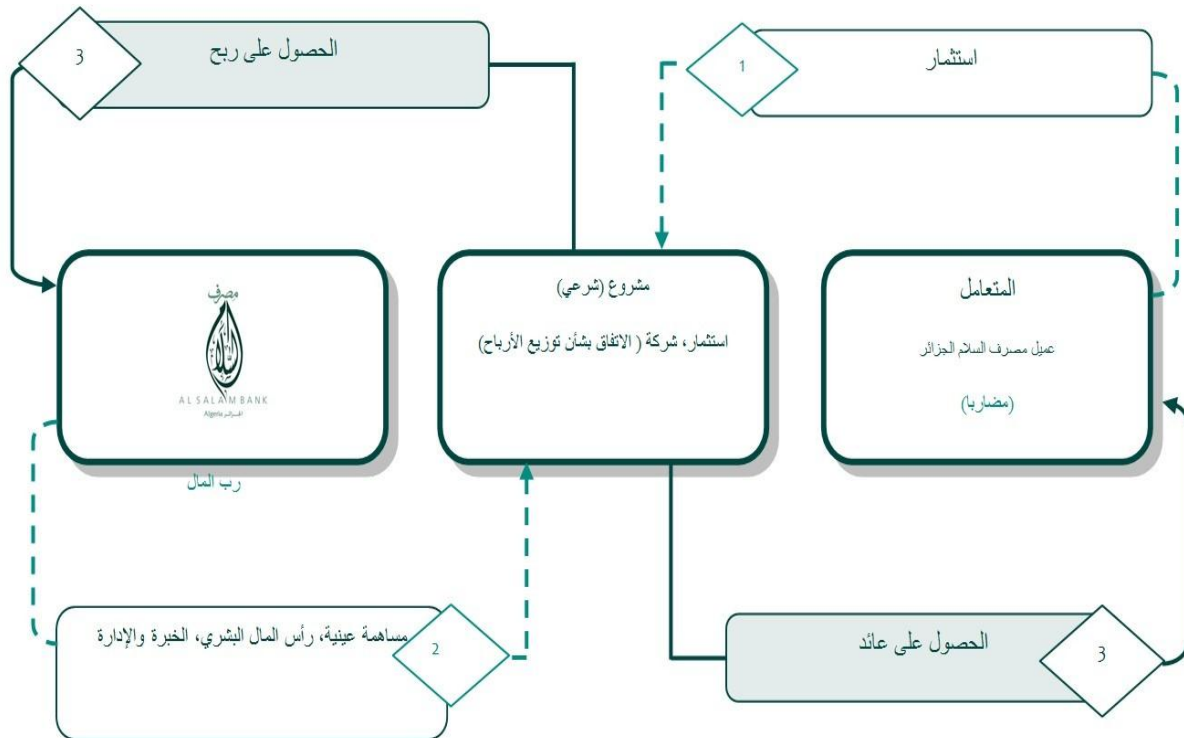 استثمار
1
الحصول على ربح
3
المتعامل
عميل مصرف السلام الجزائر
(مضاربا)
مشروع (شرعي)
استثمار، شركة ( الاتفاق بشأن توزيع الأرباح)
مصرف
السلام
AL SALAM BANK
Algeria الجزائر
رب المال
3
الحصول على عائد
2
مساهمة عينية، رأس المال البشري، الخبرة والإدارة